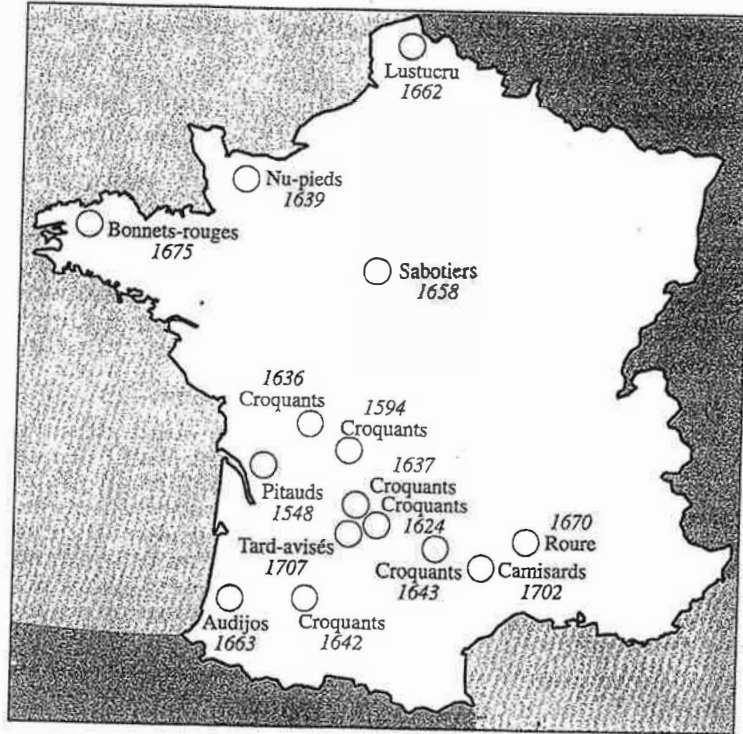 Lustucru
1662
Nu-pieds
1639
Bonnets-rouges
1675
Sabotiers
1658
1636
Croquants
1594
Croquants
Pitauds
1548
1637
Croquants
Croquants
1624
Tard-avisés
1707
1670
Roure
Croquants
1643
Camisards
1702
Audijos
1663
Croquants
1642